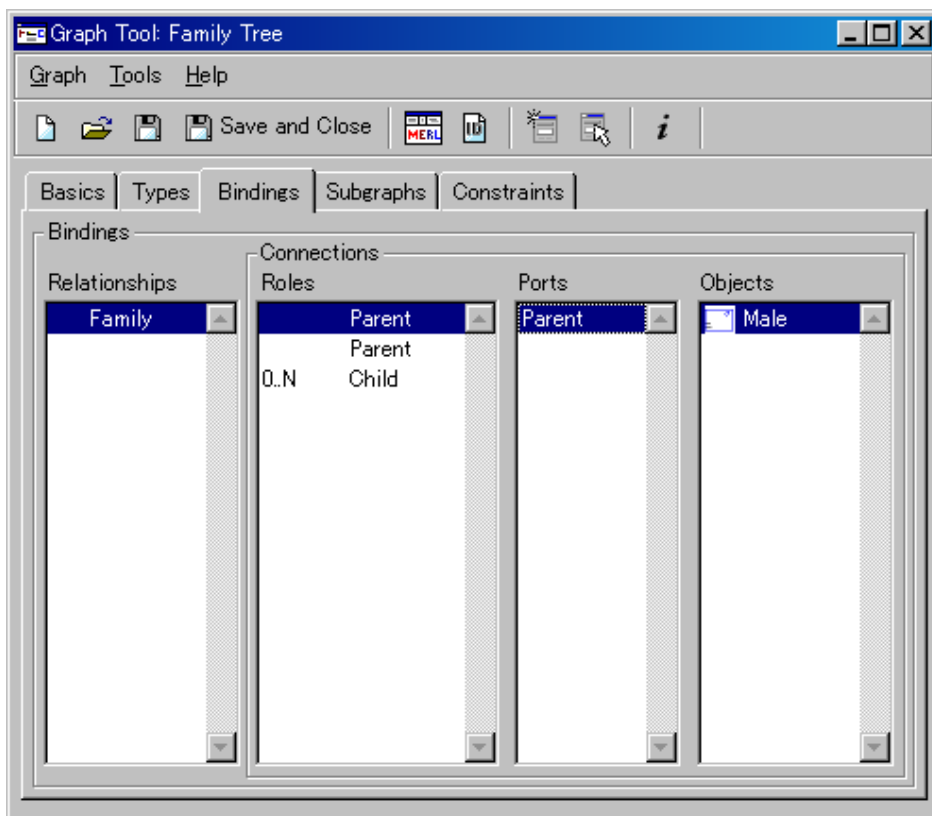 Graph Tool: Family Tree
Graph Tools Help
Save and Close MERL ID i
Basics Types Bindings Subgraphs Constraints
Bindings
Connections
Relationships Roles Ports Objects
Family Parent Parent Male
Parent
0..N Child